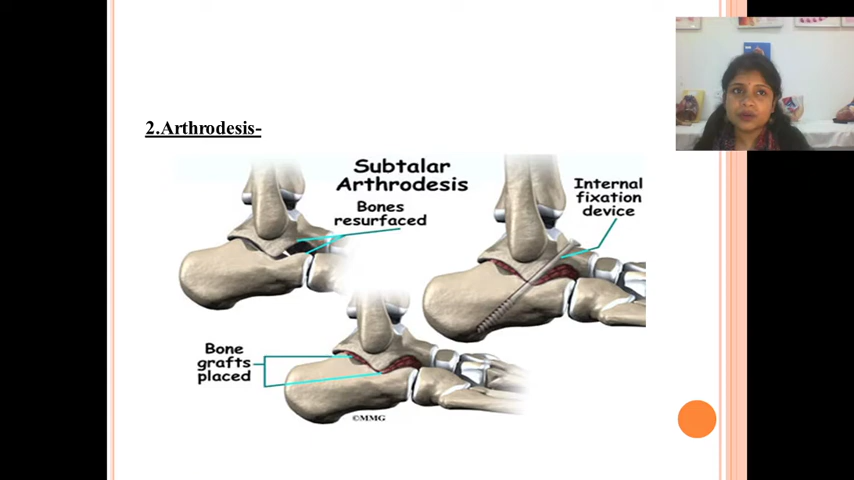 2.Arthrodesis-
Subtalar
Arthrodesis
Bones
resurfaced
Internal
fixation
device
Bone
grafts
placed
©MMG